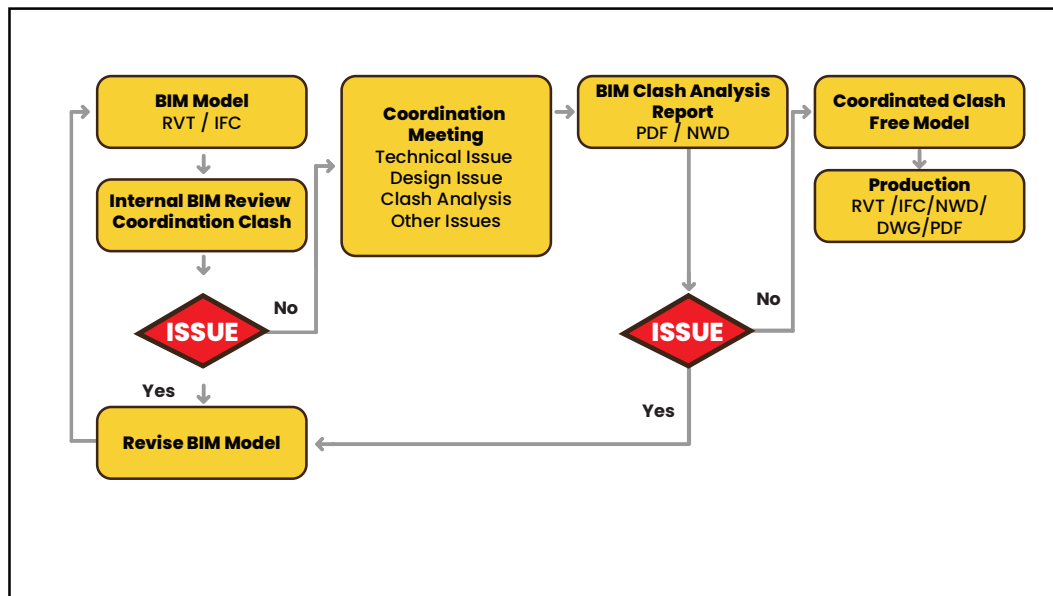 BIM Model
RVT / IFC
Internal BIM Review
Coordination Clash
ISSUE
No
Yes
Revise BIM Model
Coordination
Meeting
Technical Issue
Design Issue
Clash Analysis
Other Issues
BIM Clash Analysis
Report
PDF / NWD
ISSUE
No
Yes
Coordinated Clash
Free Model
Production
RVT /IFC/NWD/
DWG/PDF